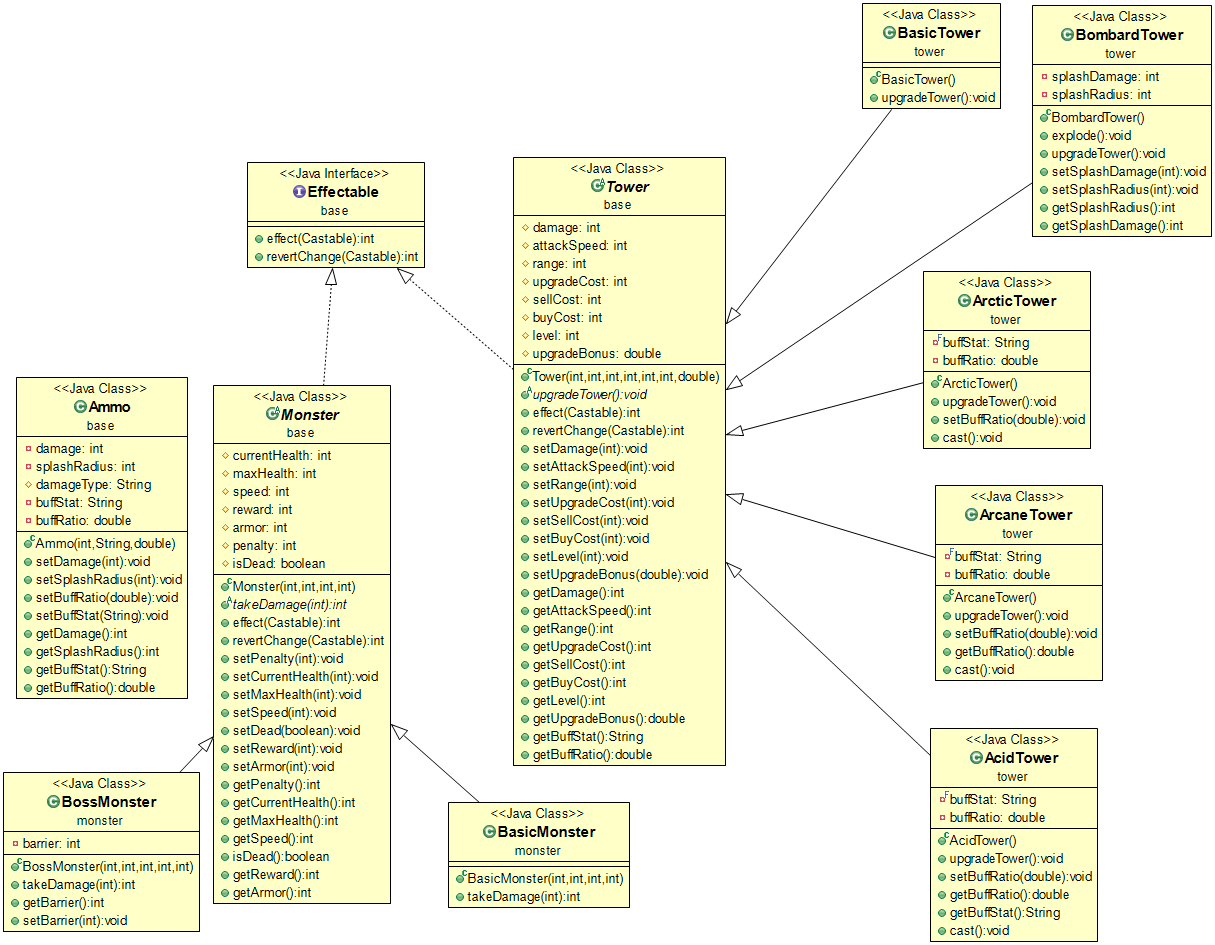 <<Java Class>>
BasicTower
tower
BasicTower()
upgradeTower():void
<<Java Class>>
BombardTower
tower
splashDamage: int
splashRadius: int
BombardTower()
explode():void
upgradeTower():void
setSplashDamage(int):void
setSplashRadius(int):void
getSplashRadius():int
getSplashDamage():int
<<Java Interface>>
Effectable
base
effect(Castable):int
revertChange(Castable):int
<<Java Class>>
Tower
base
damage: int
attackSpeed: int
range: int
upgradeCost: int
sellCost: int
buyCost: int
level: int
upgradeBonus: double
Tower(int,int,int,int,int,int,double)
upgradeTower():void
effect(Castable):int
revertChange(Castable):int
setDamage(int):void
setAttackSpeed(int):void
setRange(int):void
setUpgradeCost(int):void
setSellCost(int):void
setBuyCost(int):void
setLevel(int):void
setUpgradeBonus(double):void
getDamage():int
getAttackSpeed():int
getRange():int
getUpgradeCost():int
getSellCost():int
getBuyCost():int
getLevel():int
getUpgradeBonus():double
getBuffStat():String
getBuffRatio():double
<<Java Class>>
ArcticTower
tower
buffStat: String
buffRatio: double
ArcticTower()
upgradeTower():void
setBuffRatio(double):void
cast():void
<<Java Class>>
Ammo
base
damage: int
splashRadius: int
damageType: String
buffStat: String
buffRatio: double
Ammo(int,String,double)
setDamage(int):void
setSplashRadius(int):void
setBuffRatio(double):void
setBuffStat(String):void
getDamage():int
getSplashRadius():int
getBuffStat():String
getBuffRatio():double
<<Java Class>>
Monster
base
currentHealth: int
maxHealth: int
speed: int
reward: int
armor: int
penalty: int
isDead: boolean
Monster(int,int,int,int)
takeDamage(int):int
effect(Castable):int
revertChange(Castable):int
setPenalty(int):void
setCurrentHealth(int):void
setMaxHealth(int):void
setSpeed(int):void
setDead(boolean):void
setReward(int):void
setArmor(int):void
getPenalty():int
getCurrentHealth():int
getMaxHealth():int
getSpeed():int
isDead():boolean
getReward():int
getArmor():int
<<Java Class>>
ArcaneTower
tower
buffStat: String
buffRatio: double
ArcaneTower()
upgradeTower():void
setBuffRatio(double):void
getBuffRatio():double
cast():void
<<Java Class>>
BossMonster
monster
barrier: int
BossMonster(int,int,int,int,int)
takeDamage(int):int
getBarrier():int
setBarrier(int):void
<<Java Class>>
BasicMonster
monster
BasicMonster(int,int,int,int)
takeDamage(int):int
<<Java Class>>
AcidTower
tower
buffStat: String
buffRatio: double
AcidTower()
upgradeTower():void
setBuffRatio(double):void
getBuffRatio():double
getBuffStat():String
cast():void